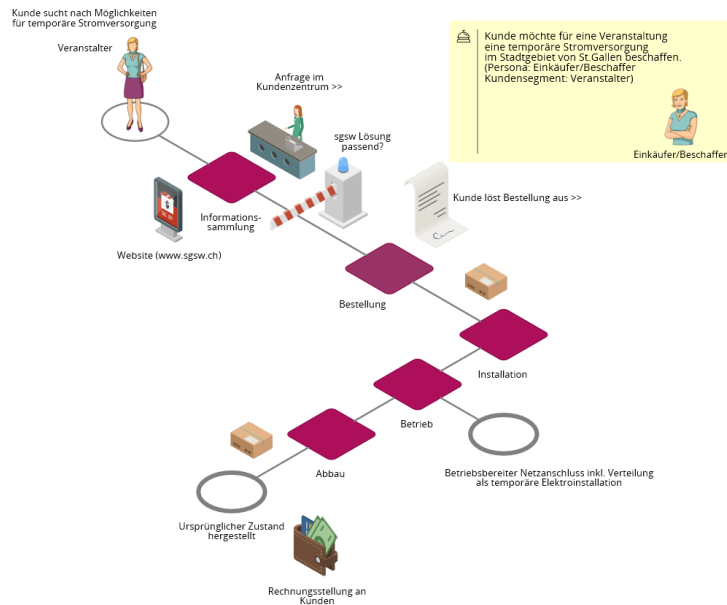 Kunde sucht nach Möglichkeiten
für temporäre Stromversorgung
Veranstalter
Kunde möchte für eine Veranstaltung
eine temporäre Stromversorgung
im Stadtgebiet von St.Gallen beschaffen.
(Persona: Einkäufer/Beschaffer
Kundensegment: Veranstalter)
Einkäufer/Beschaffer
Anfrage im
Kundenzentrum >>
sgsw Lösung
passend?
Kunde löst Bestellung aus >>
Informations-
sammlung
Website (www.sgsw.ch)
Bestellung
Installation
Betrieb
Abbau
Betriebsbereiter Netzanschluss inkl. Verteilung
als temporäre Elektroinstallation
Ursprünglicher Zustand
hergestellt
Rechnungsstellung an
Kunden